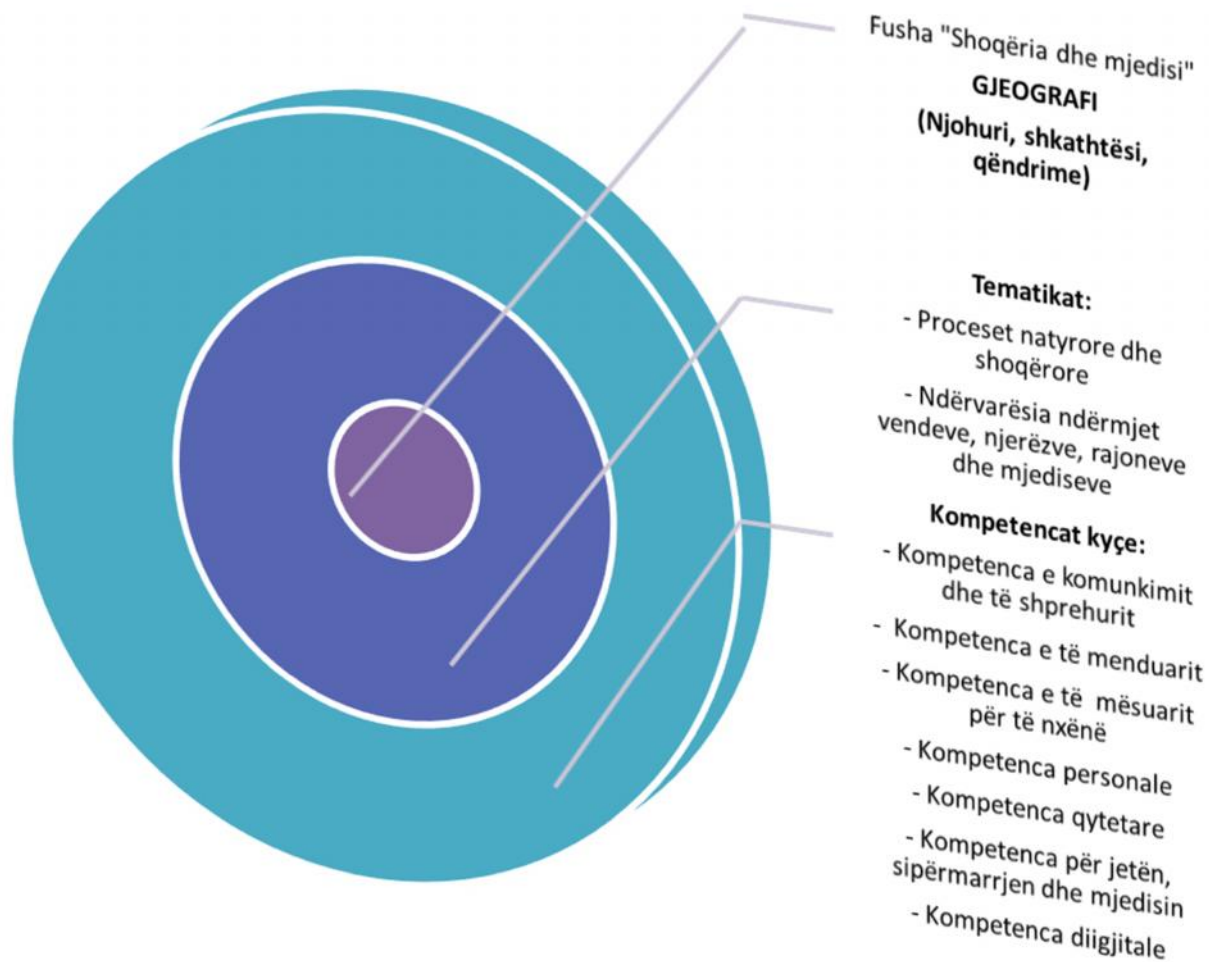 Fusha "Shoqëria dhe mjedisi"
GJEOGRAFI
(Njohuri, shkathtësi,
qëndrime)
Tematikat:
- Proceset natyrore dhe
shoqërore
- Ndërvarësia ndërmjet
vendeve, njerëzve, rajoneve
dhe mjediseve
Kompetencat kyçe:
- Kompetenca e komunkimit
dhe të shprehurit
- Kompetenca e të menduarit
- Kompetenca e të mësuarit
për të nxënë
- Kompetenca personale
- Kompetenca qytetare
- Kompetenca për jetën,
sipërmarrjen dhe mjedisin
- Kompetenca diigjitale